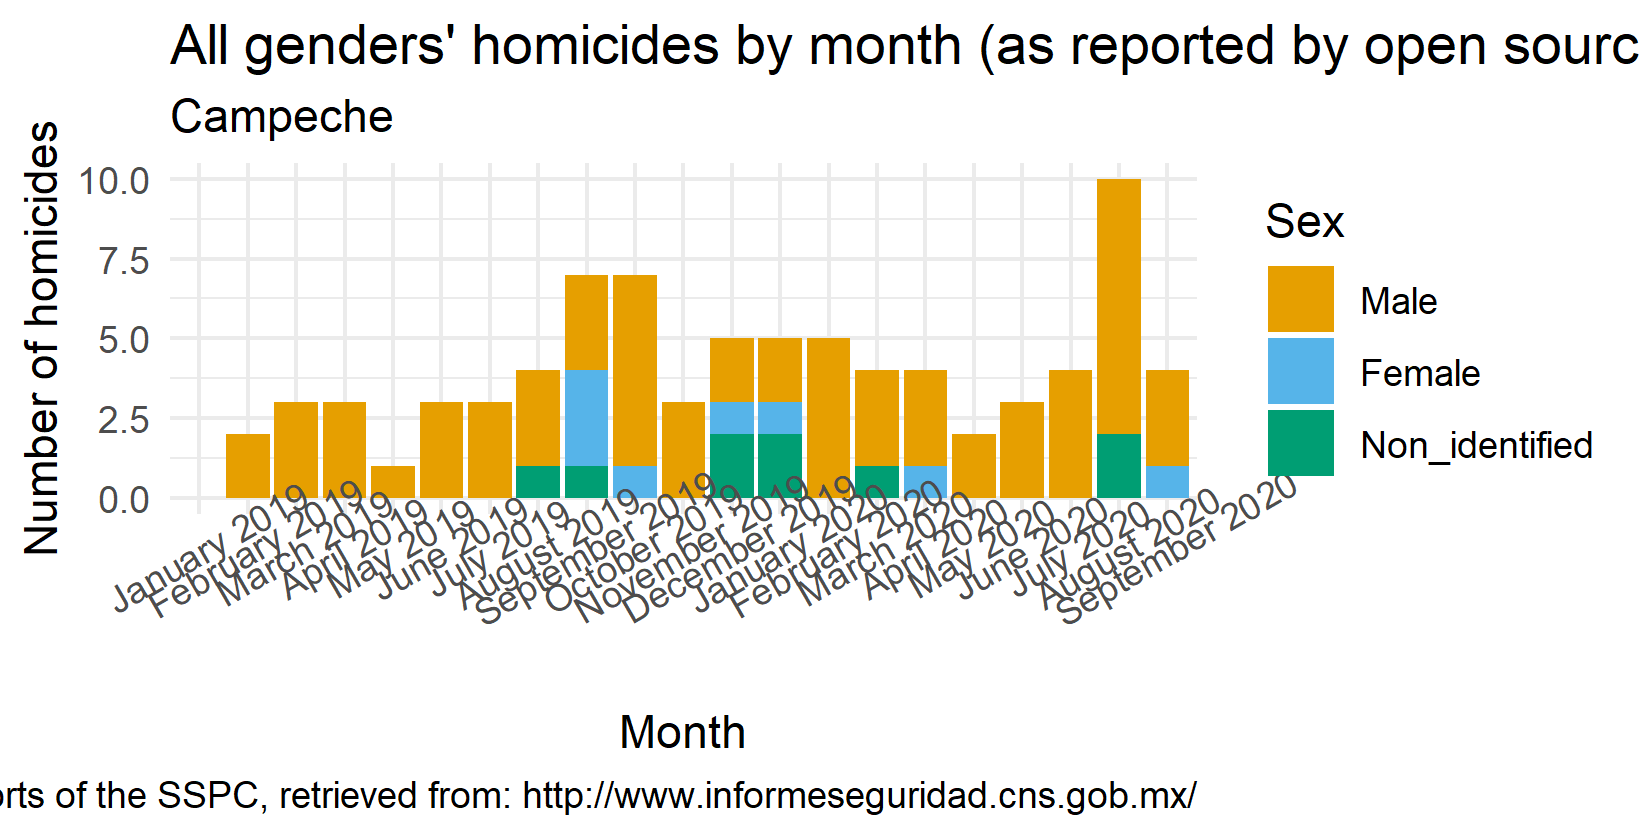 All genders' homicides by month (as reported by open sourc
Campeche
Number of homicides
10.0
7.5
5.0
2.5
0.0
January 2019
February 2019
March 2019
April 2019
May 2019
June 2019
July 2019
August 2019
September 2019
October 2019
November 2019
December 2019
January 2020
February 2020
March 2020
April 2020
May 2020
June 2020
July 2020
August 2020
September 2020
Month
Sex
Male
Female
Non_identified
orts of the SSPC, retrieved from: http://www.informeseguridad.cns.gob.mx/